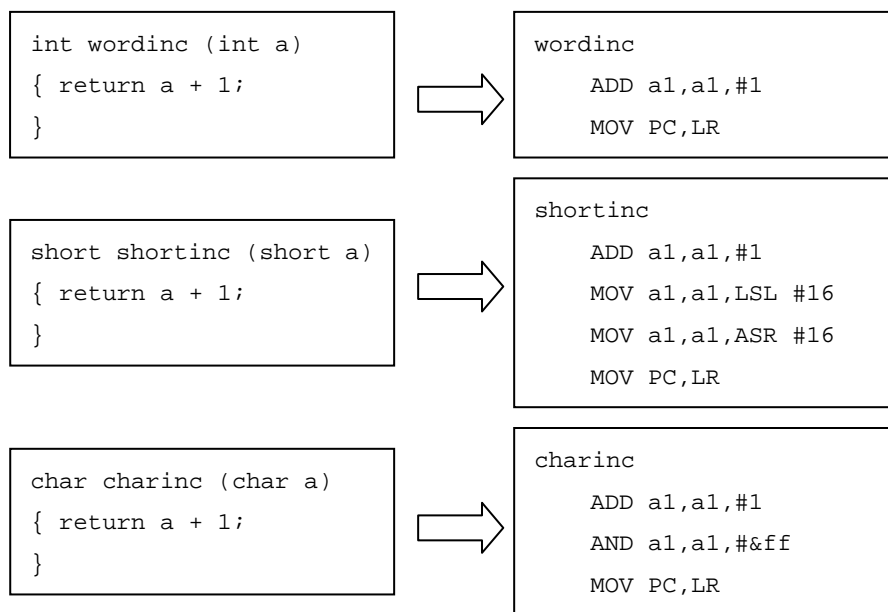 int wordinc (int a)
{ return a + 1;
}
wordinc
ADD a1,a1,#1
MOV PC,LR
short shortinc (short a)
{ return a + 1;
}
shortinc
ADD a1,a1,#1
MOV a1,a1,LSL #16
MOV a1,a1,ASR #16
MOV PC,LR
char charinc (char a)
{ return a + 1;
}
charinc
ADD a1,a1,#1
AND a1,a1,#&ff
MOV PC,LR